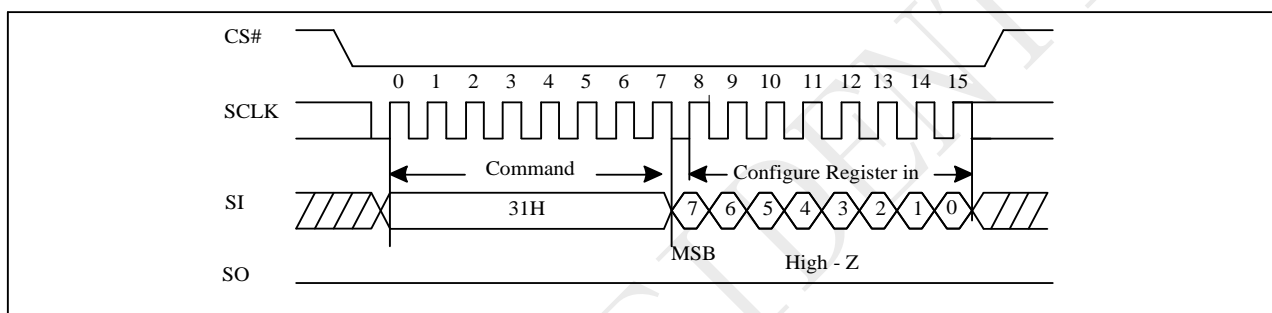 CS#
0 1 2 3 4 5 6 7 8 9 10 11 12 13 14 15
SCLK
Command Configure Register in
SI 31H 7 6 5 4 3 2 1 0
MSB
High - Z
SO